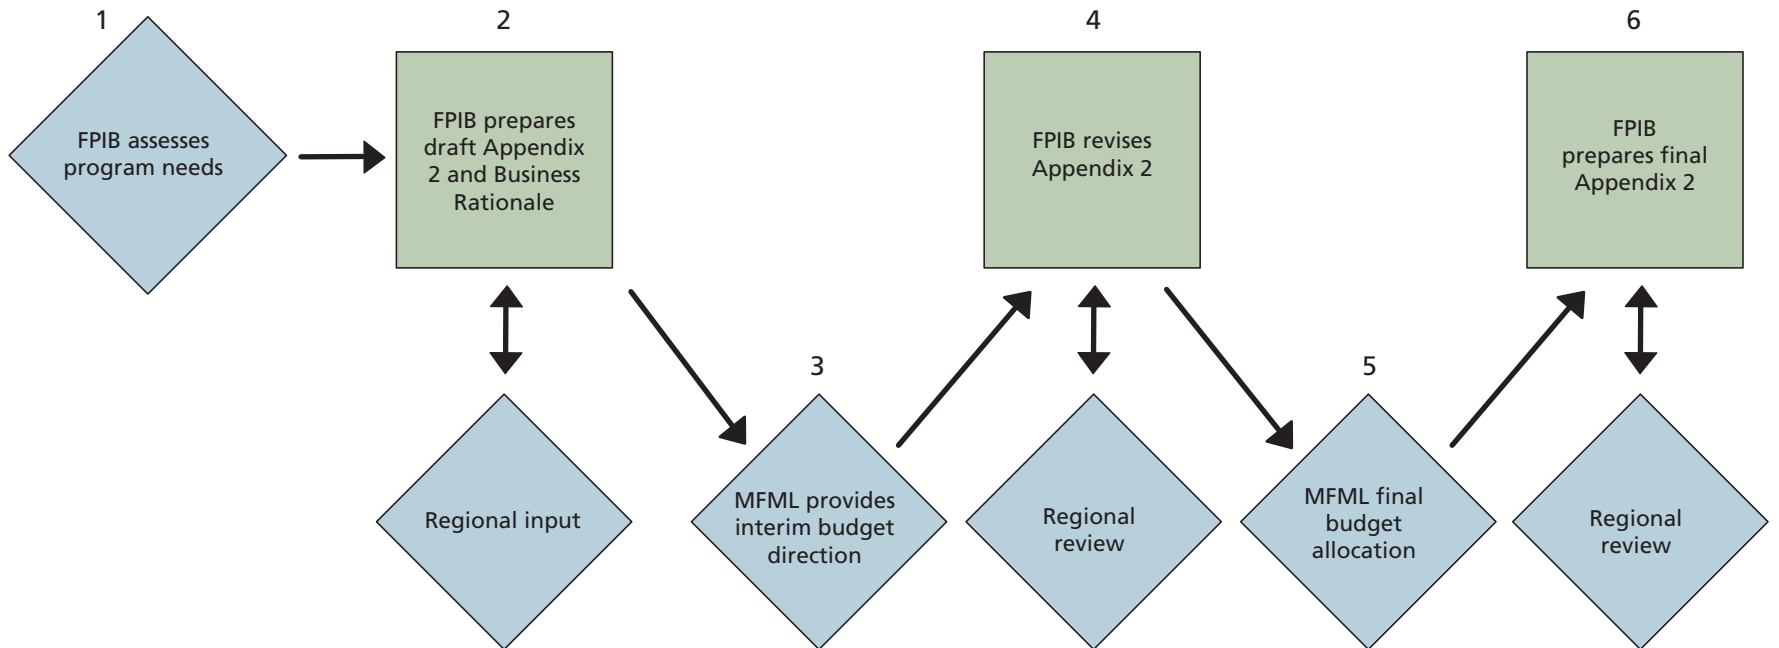 1
FPIB assesses
program needs
2
FPIB prepares
draft Appendix
2 and Business
Rationale
Regional input
3
MFML provides
interim budget
direction
4
FPIB revises
Appendix 2
Regional
review
5
MFML final
budget
allocation
6
FPIB
prepares final
Appendix 2
Regional
review